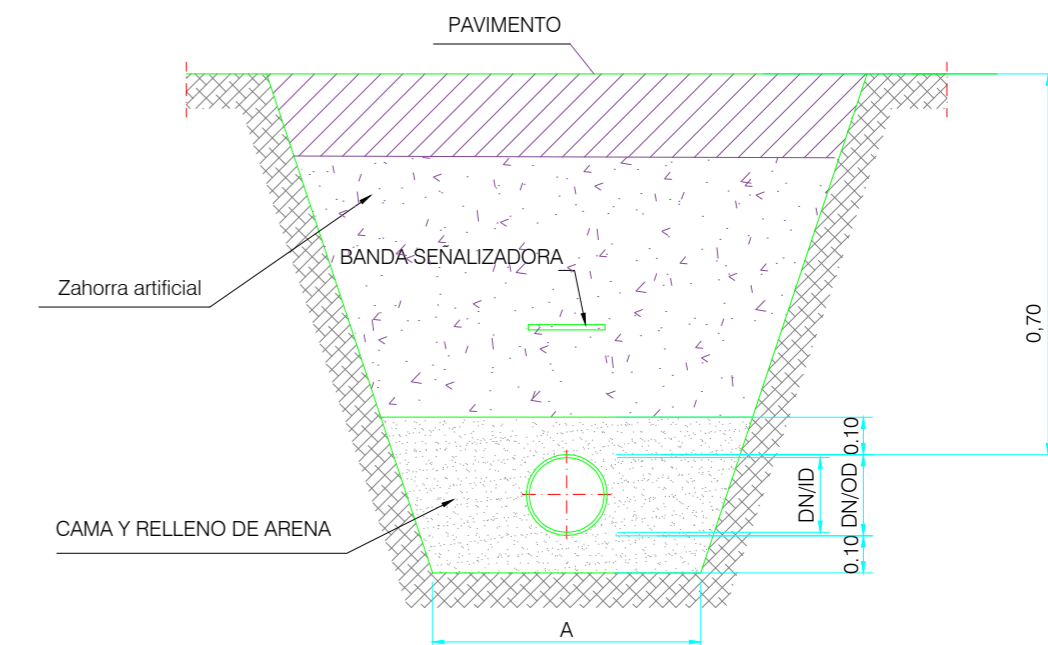 PAVIMENTO
BANDA SEÑALIZADORA
Zahorra artificial
0,70
0.10
DN/ID
DN/OD
CAMA Y RELLENO DE ARENA
0.10
A